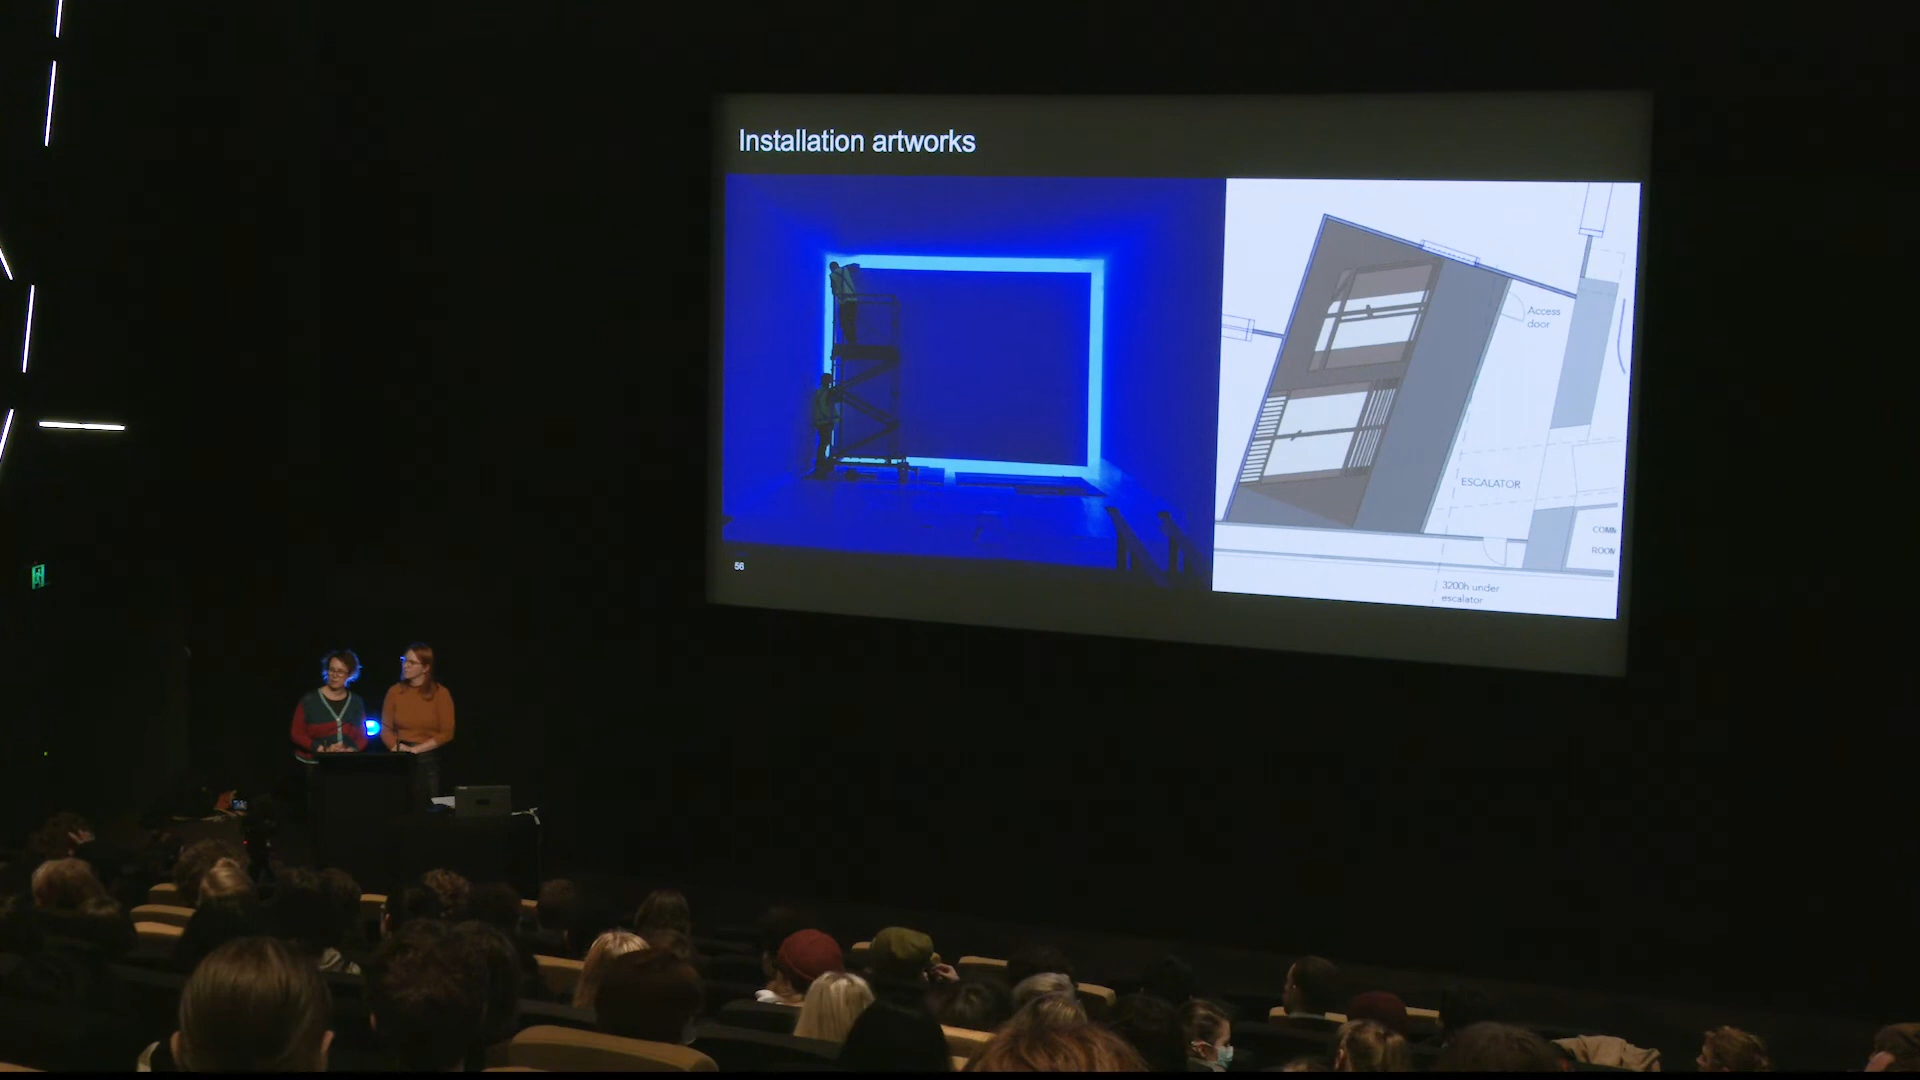 Installation artworks
Access
door
ESCALATOR
COMM
ROOM
3200h under
escalator
56